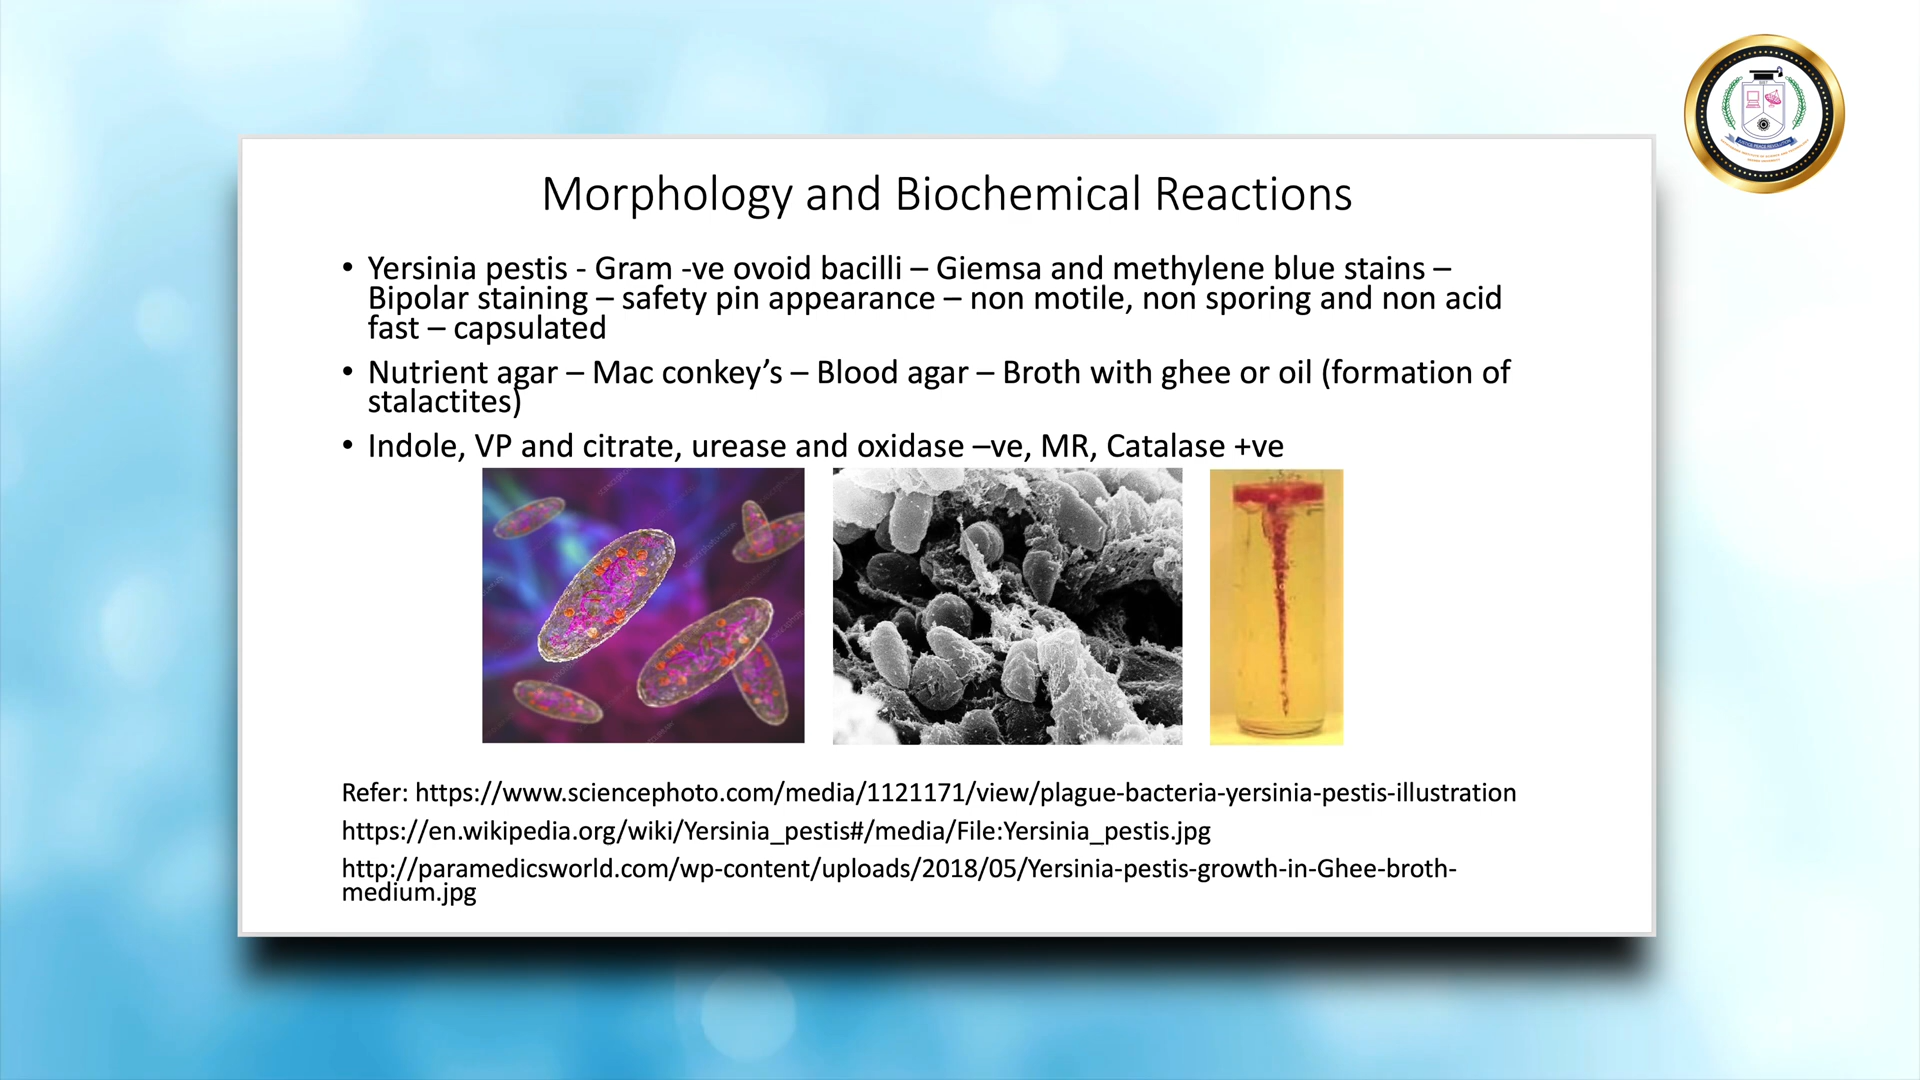 Morphology and Biochemical Reactions
• Yersinia pestis - Gram -ve ovoid bacilli – Giemsa and methylene blue stains –
Bipolar staining – safety pin appearance – non motile, non sporing and non acid
fast – capsulated
• Nutrient agar – Mac conkey’s – Blood agar – Broth with ghee or oil (formation of
stalactites)
• Indole, VP and citrate, urease and oxidase –ve, MR, Catalase +ve
Refer: https://www.sciencephoto.com/media/1121171/view/plague-bacteria-yersinia-pestis-illustration
https://en.wikipedia.org/wiki/Yersinia_pestis#/media/File:Yersinia_pestis.jpg
http://paramedicsworld.com/wp-content/uploads/2018/05/Yersinia-pestis-growth-in-Ghee-broth-
medium.jpg